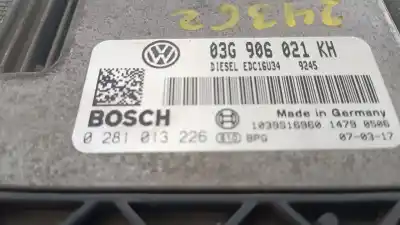 243C2
03G 906 021 KH
DIESEL EDC16U34 9245
BOSCH
Made in Germany
0 281 013 226
1039S16960 1479 0506
BPG 07-03-17